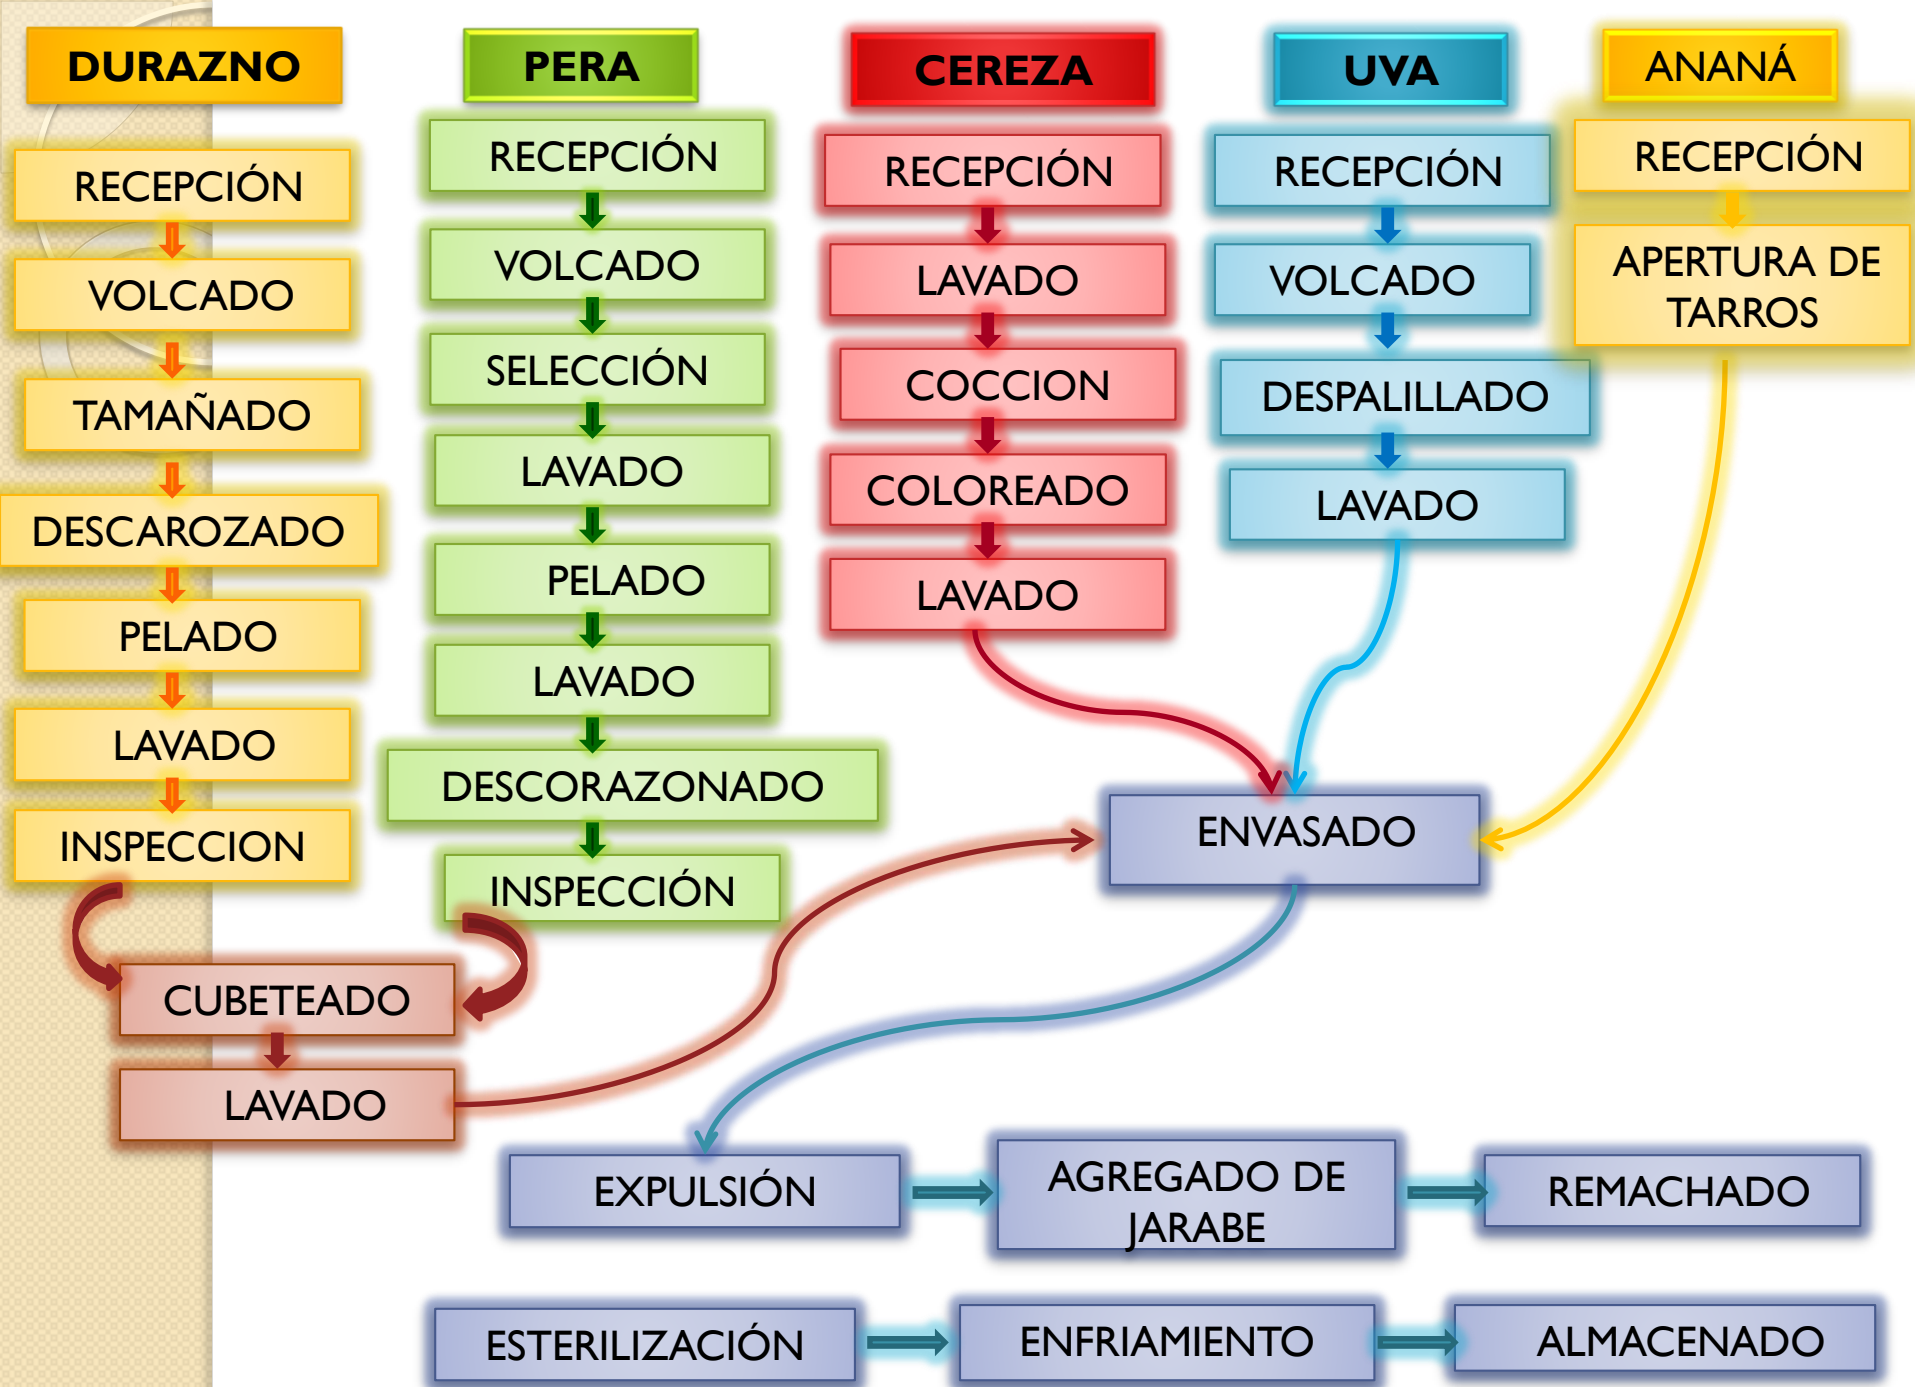 DURAZNO
RECEPCIÓN
VOLCADO
TAMAÑADO
DESCAROZADO
PELADO
LAVADO
INSPECCION
PERA
RECEPCIÓN
VOLCADO
SELECCIÓN
LAVADO
PELADO
LAVADO
DESCORAZONADO
INSPECCIÓN
CUBETEADO
LAVADO
CEREZA
RECEPCIÓN
LAVADO
COCCION
COLOREADO
LAVADO
UVA
RECEPCIÓN
VOLCADO
DESPALILLADO
LAVADO
ANANÁ
RECEPCIÓN
APERTURA DE
TARROS
ENVASADO
EXPULSIÓN
AGREGADO DE
JARABE
REMACHADO
ESTERILIZACIÓN
ENFRIAMIENTO
ALMACENADO